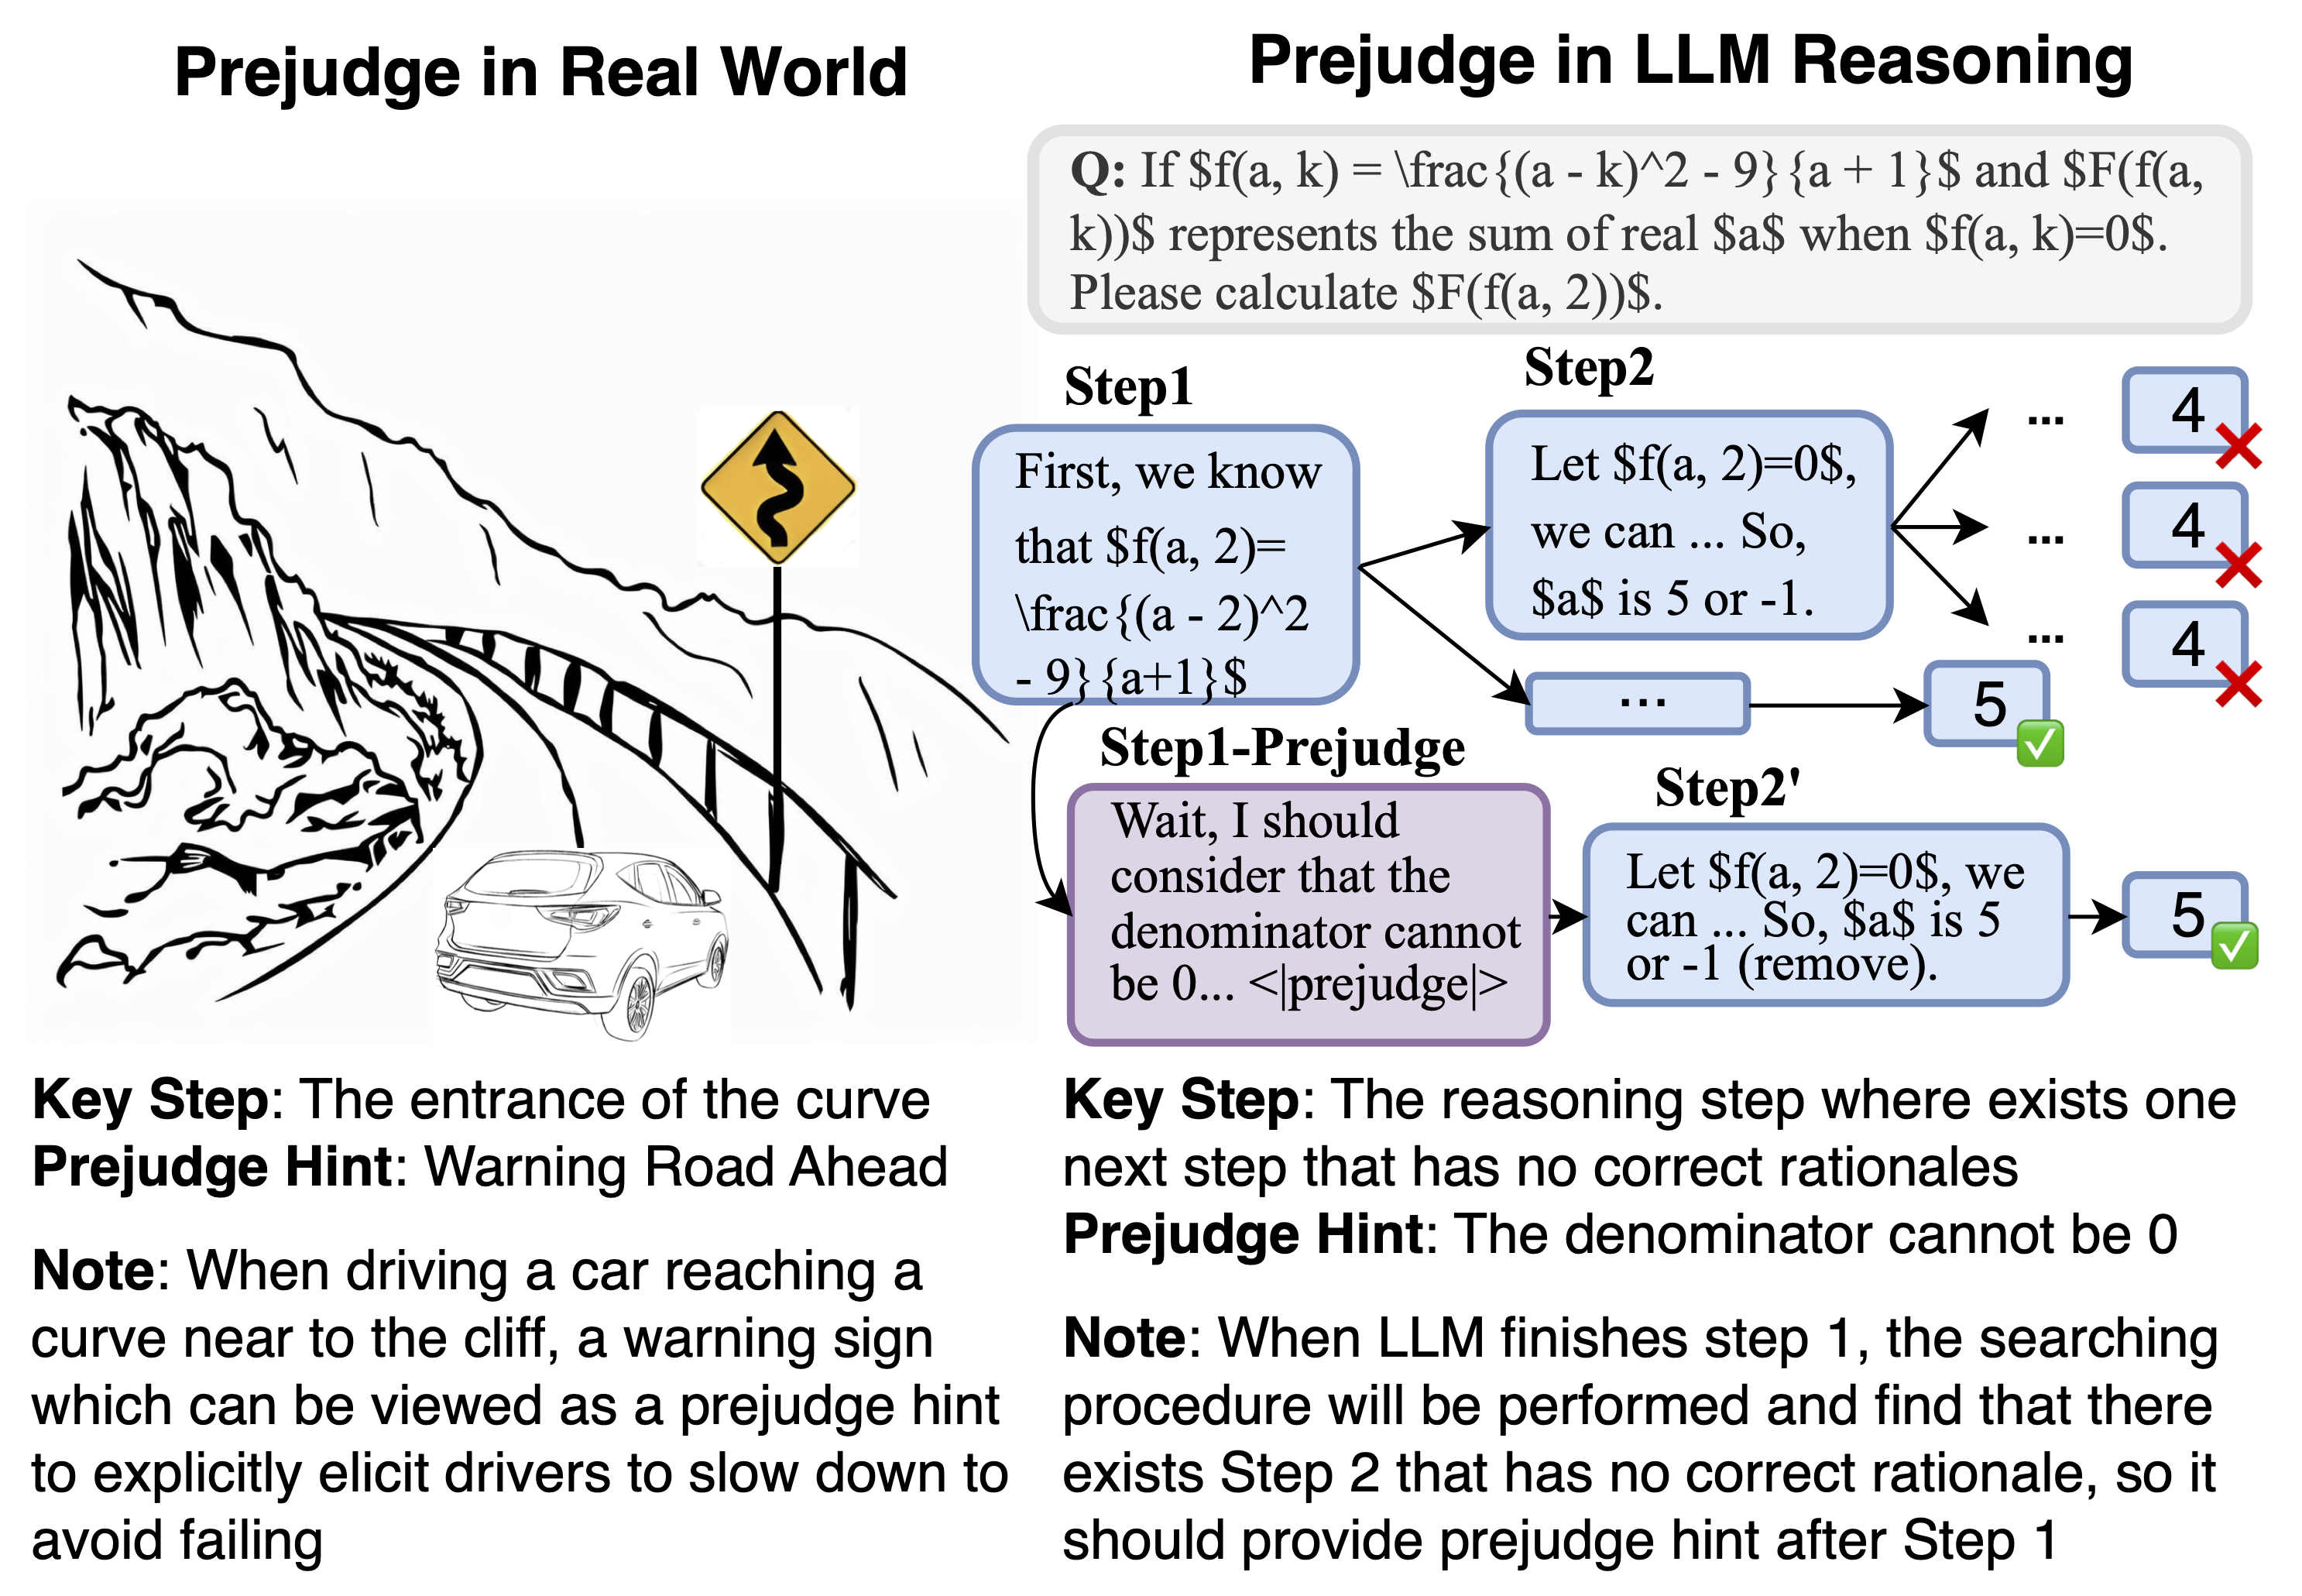 Prejudge in Real World
Key Step: The entrance of the curve
Prejudge Hint: Warning Road Ahead
Note: When driving a car reaching a
curve near to the cliff, a warning sign
which can be viewed as a prejudge hint
to explicitly elicit drivers to slow down to
avoid failing
Prejudge in LLM Reasoning
Q: If $f(a, k) = \frac{(a - k)^2 - 9}{a + 1}$ and $F(f(a,
k))$ represents the sum of real $a$ when $f(a, k)=0$.
Please calculate $F(f(a, 2))$.
Step1
First, we know
that $f(a, 2)=
\frac{(a - 2)^2
- 9}{a+1}$
Step2
Let $f(a, 2)=0$,
we can ... So,
$a$ is 5 or -1.
... 4
... 4
... 4
... 5
Step1-Prejudge
Wait, I should
consider that the
denominator cannot
be 0... <|prejudge|>
Step2'
Let $f(a, 2)=0$, we
can ... So, $a$ is 5
or -1 (remove).
5
Key Step: The reasoning step where exists one
next step that has no correct rationales
Prejudge Hint: The denominator cannot be 0
Note: When LLM finishes step 1, the searching
procedure will be performed and find that there
exists Step 2 that has no correct rationale, so it
should provide prejudge hint after Step 1